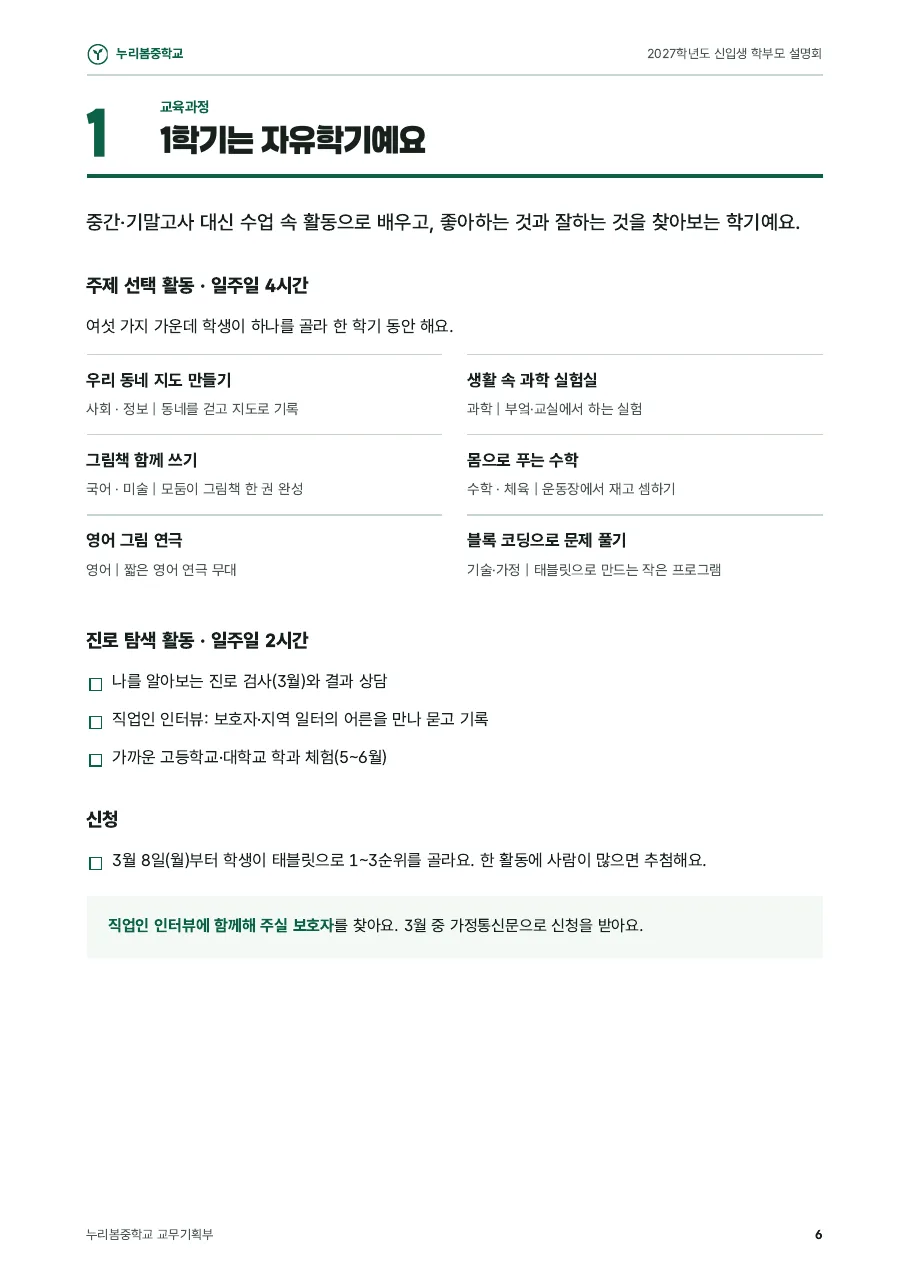 누리봄중학교
2027학년도 신입생 학부모 설명회
1
교육과정
1학기는 자유학기예요
중간·기말고사 대신 수업 속 활동으로 배우고, 좋아하는 것과 잘하는 것을 찾아보는 학기예요.
주제 선택 활동 · 일주일 4시간
여섯 가지 가운데 학생이 하나를 골라 한 학기 동안 해요.
우리 동네 지도 만들기
사회 · 정보 | 동네를 걷고 지도로 기록
생활 속 과학 실험실
과학 | 부엌·교실에서 하는 실험
그림책 함께 쓰기
국어 · 미술 | 모둠이 그림책 한 권 완성
몸으로 푸는 수학
수학 · 체육 | 운동장에서 재고 셈하기
영어 그림 연극
영어 | 짧은 영어 연극 무대
블록 코딩으로 문제 풀기
기술·가정 | 태블릿으로 만드는 작은 프로그램
진로 탐색 활동 · 일주일 2시간
나를 알아보는 진로 검사(3월)와 결과 상담
직업인 인터뷰: 보호자·지역 일터의 어른을 만나 묻고 기록
가까운 고등학교·대학교 학과 체험(5~6월)
신청
3월 8일(월)부터 학생이 태블릿으로 1~3순위를 골라요. 한 활동에 사람이 많으면 추첨해요.
직업인 인터뷰에 함께해 주실 보호자를 찾아요. 3월 중 가정통신문으로 신청을 받아요.
누리봄중학교 교무기획부
6